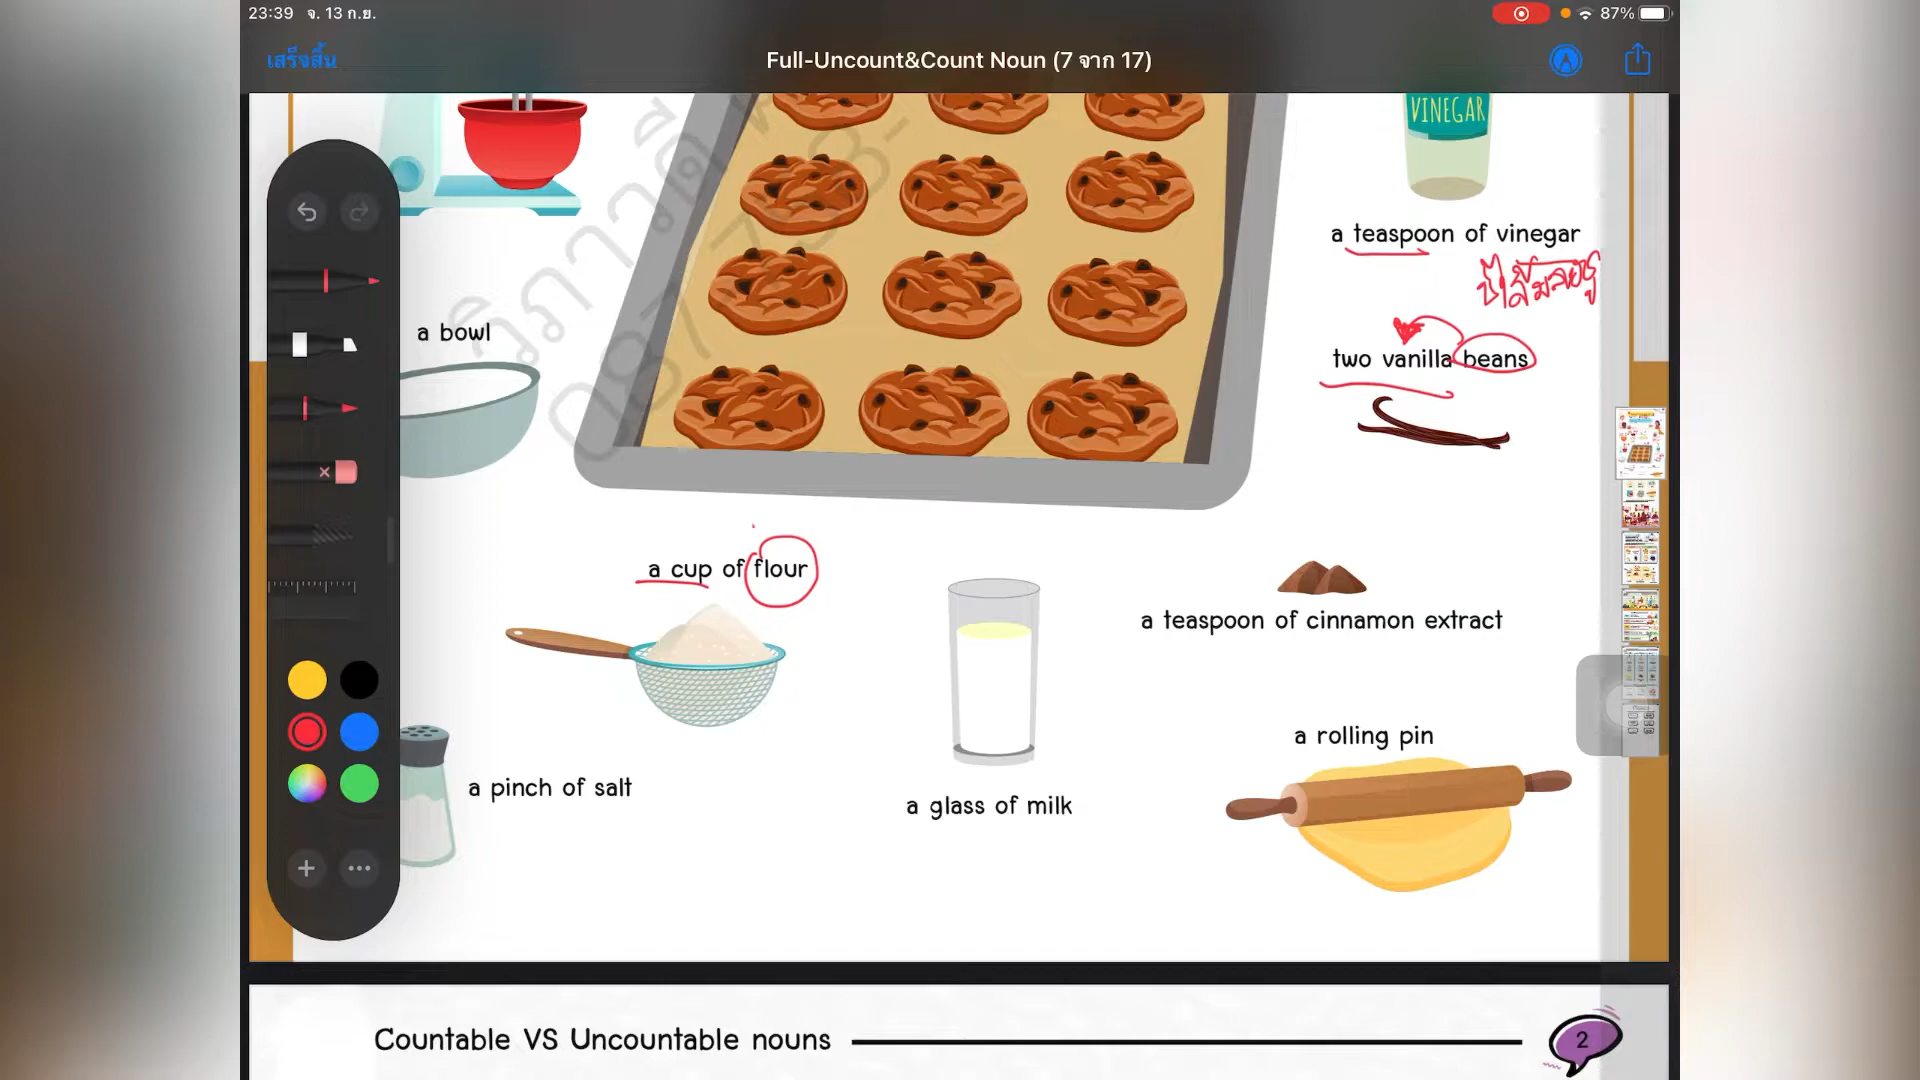 23:39 จ. 13 ก.ย.
87%
เสร็จสิ้น
Full-Uncount&Count Noun (7 จาก 17)
VINEGAR
a teaspoon of vinegar
a bowl
two vanilla beans
a cup of flour
a teaspoon of cinnamon extract
a rolling pin
a pinch of salt
a glass of milk
Countable VS Uncountable nouns
2